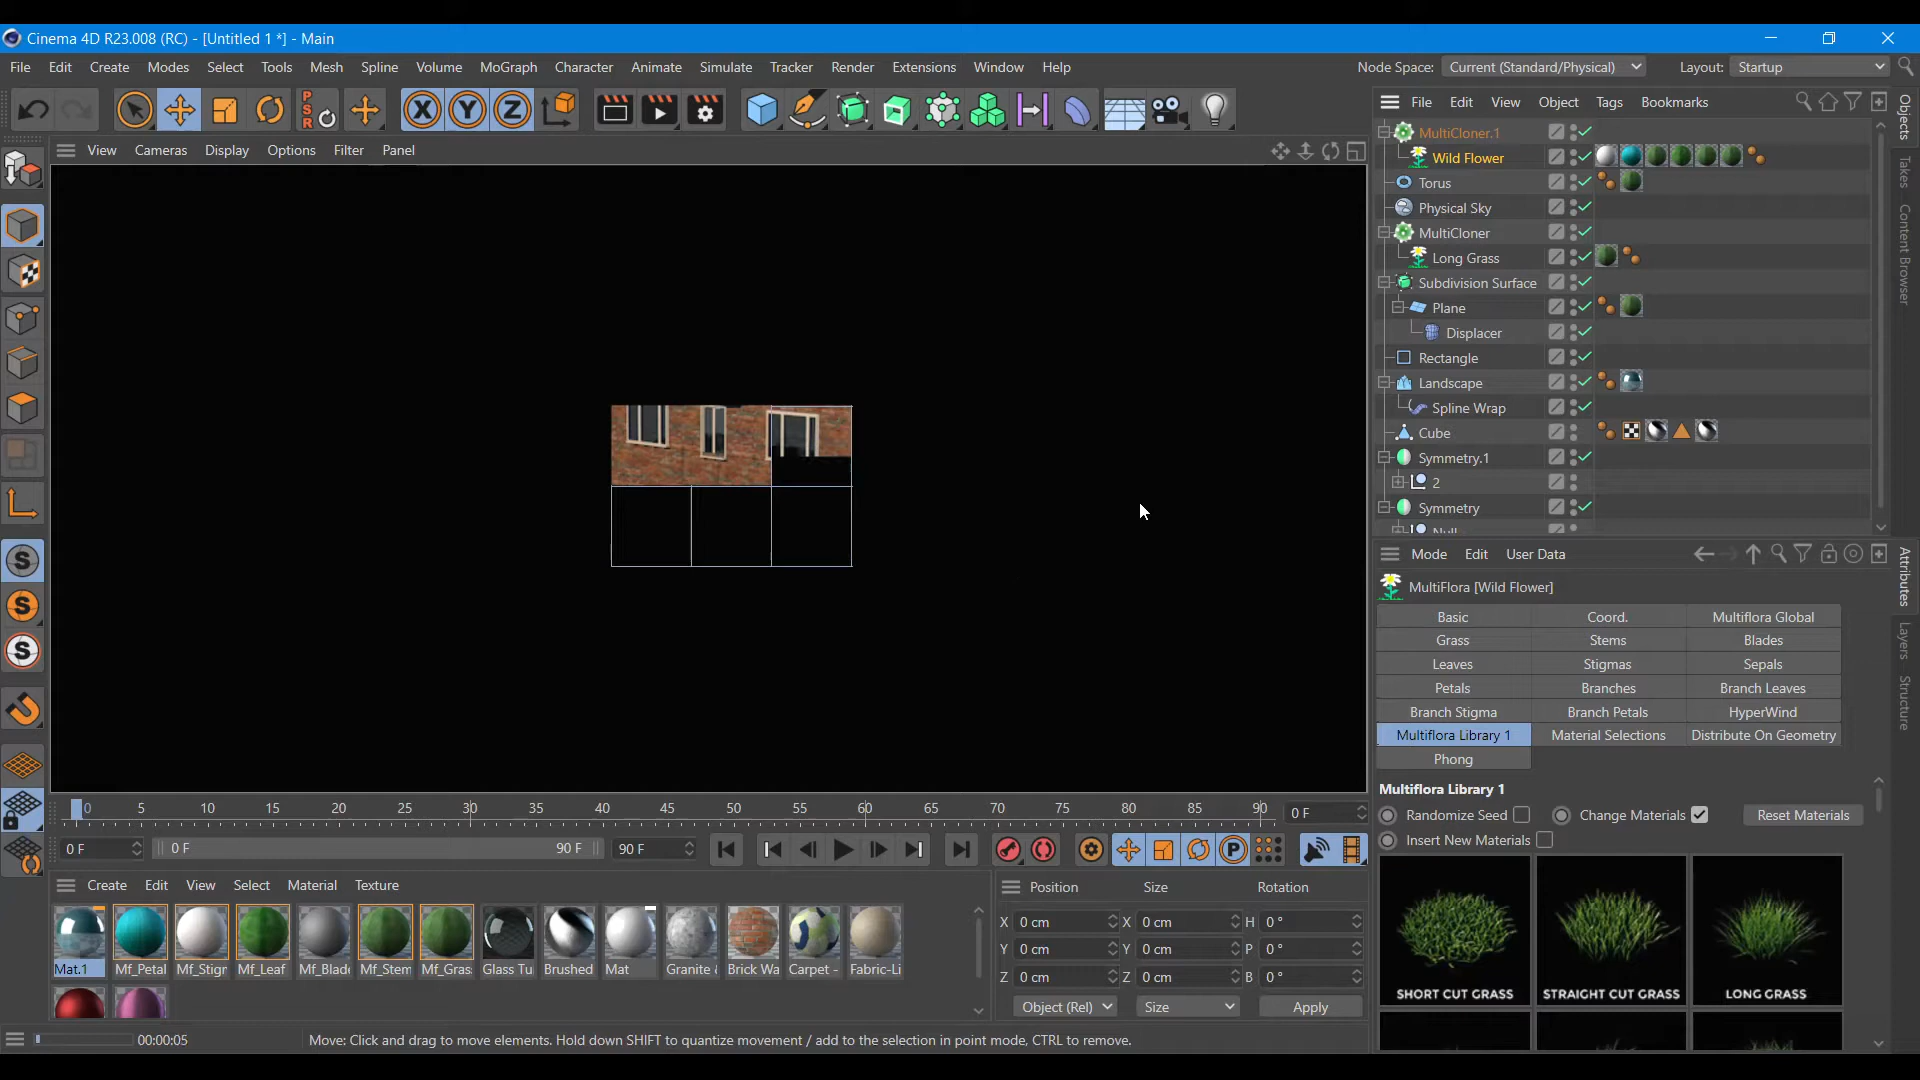 Cinema 4D R23.008 (RC) - [Untitled 1 *] - Main
File Edit Create Modes Select Tools Mesh Spline Volume MoGraph Character Animate Simulate Tracker Render Extensions Window Help Node Space: Current (Standard/Physical) Layout: Startup
File Edit View Object Tags Bookmarks
View Cameras Display Options Filter Panel
MultiCloner.1
Wild Flower
Torus
Physical Sky
MultiCloner
Long Grass
Subdivision Surface
Plane
Displacer
Rectangle
Landscape
Spline Wrap
Cube
Symmetry.1
2
Symmetry
Null
Objects
Takes
Content Browser
Mode Edit User Data
MultiFlora [Wild Flower]
Basic Coord. Multiflora Global
Grass Stems Blades
Leaves Stigmas Sepals
Petals Branches Branch Leaves
Branch Stigma Branch Petals HyperWind
Multiflora Library 1 Material Selections Distribute On Geometry
Phong
Multiflora Library 1
Randomize Seed Change Materials Reset Materials
Insert New Materials
SHORT CUT GRASS STRAIGHT CUT GRASS LONG GRASS
Attributes
Layers
Structure
0 5 10 15 20 25 30 35 40 45 50 55 60 65 70 75 80 85 90 0 F
0 F 0 F 90 F 90 F
Create Edit View Select Material Texture
Mat.1 Mf_Petal Mf_Stigr Mf_Leaf Mf_Blade Mf_Stem Mf_Gras Glass Tu Brushed Mat Granite Brick Wa Carpet - Fabric-Li
Position Size Rotation
X 0 cm X 0 cm H 0 °
Y 0 cm Y 0 cm P 0 °
Z 0 cm Z 0 cm B 0 °
Object (Rel) Size Apply
00:00:05 Move: Click and drag to move elements. Hold down SHIFT to quantize movement / add to the selection in point mode, CTRL to remove.